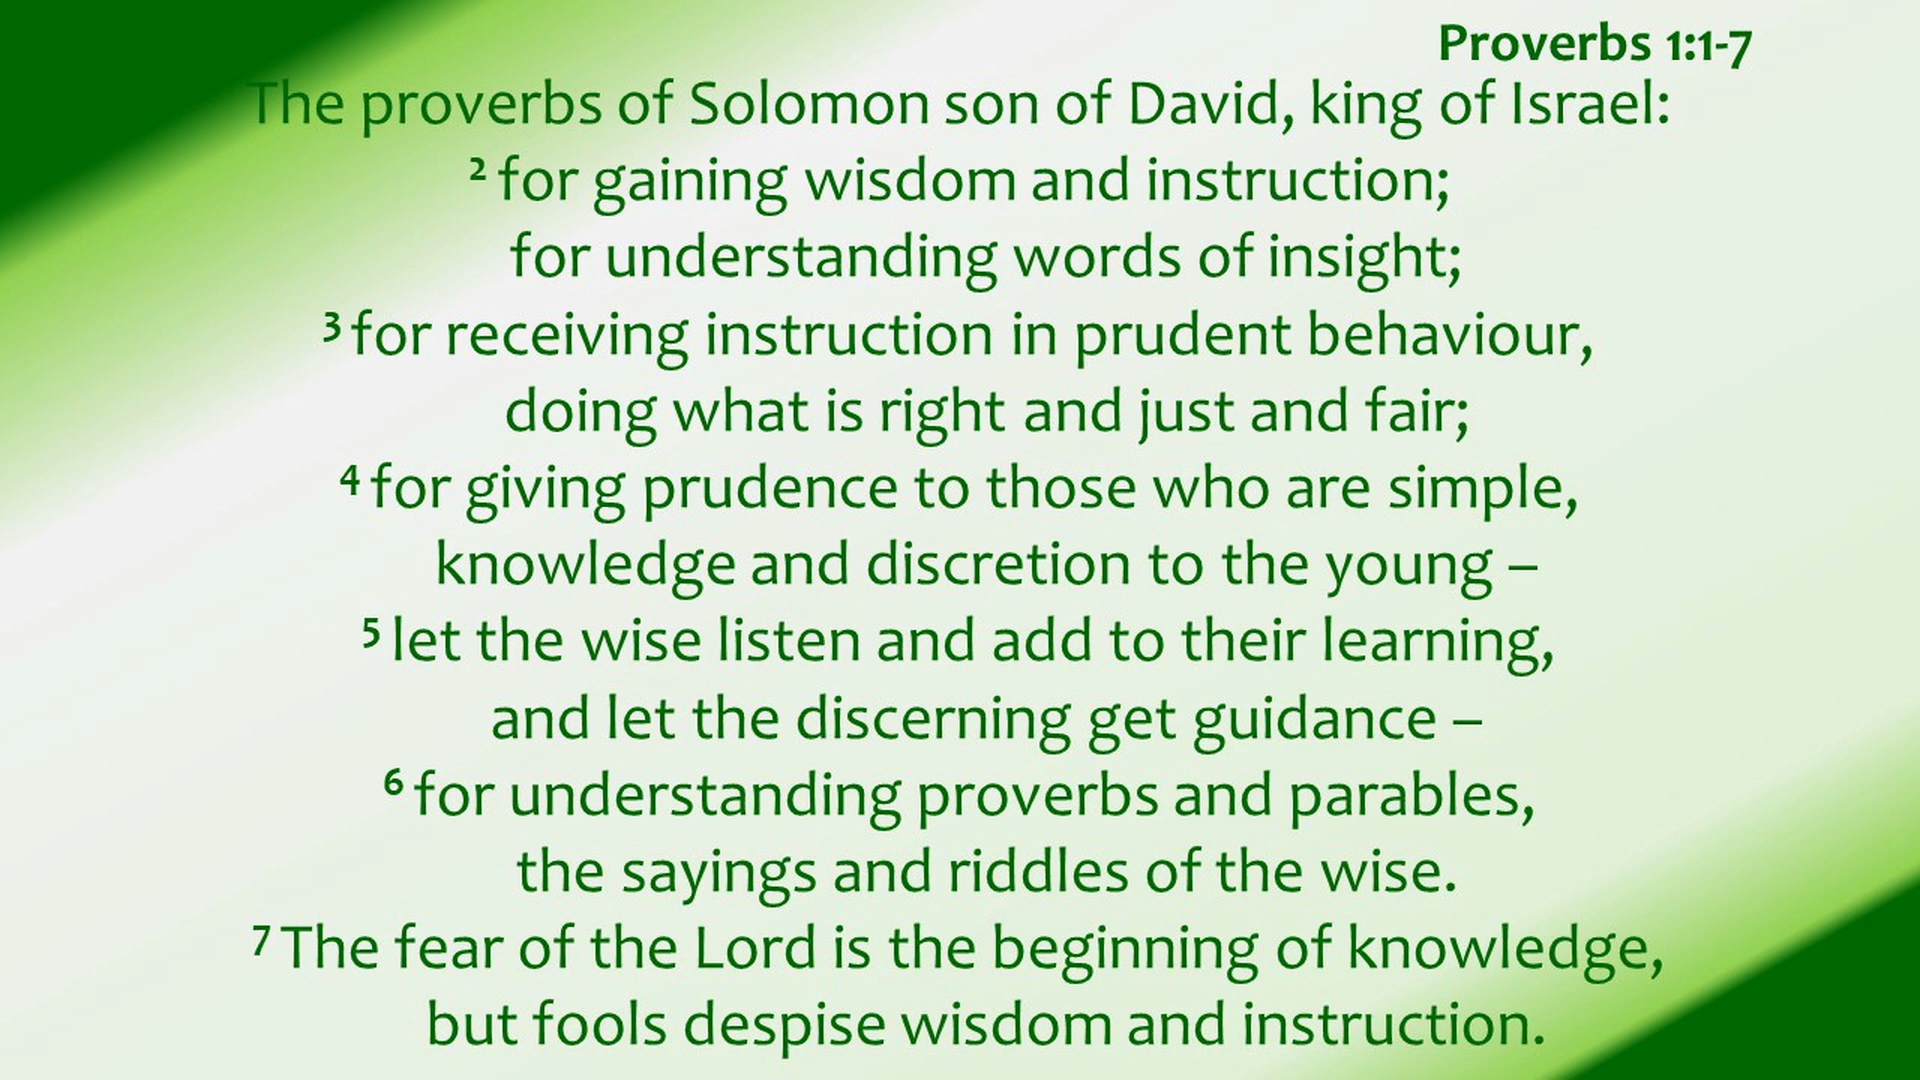 Proverbs 1:1-7
The proverbs of Solomon son of David, king of Israel:
² for gaining wisdom and instruction;
for understanding words of insight;
³ for receiving instruction in prudent behaviour,
doing what is right and just and fair;
⁴ for giving prudence to those who are simple,
knowledge and discretion to the young –
⁵ let the wise listen and add to their learning,
and let the discerning get guidance –
⁶ for understanding proverbs and parables,
the sayings and riddles of the wise.
⁷ The fear of the Lord is the beginning of knowledge,
but fools despise wisdom and instruction.